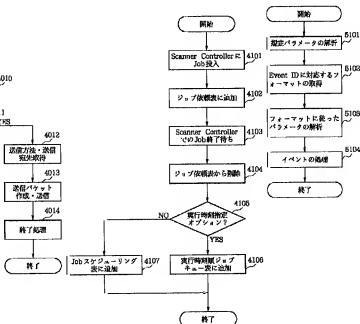 4010
YES
4012
送信方法・送信
宛先取得
4013
送信パケット
作成・送信
4014
終了処理
終了
開始
Scanner Controllerに
Job投入
4101
ジョブ依頼表に追加
4102
Scanner Controller
でのJob終了待ち
4103
ジョブ依頼表から削除
4104
4105
実行時刻指定
オプション?
NO
YES
Jobスケジューリング
表に追加
4107
実行時刻順ジョブ
キュー表に追加
4106
終了
開始
5101
規定パラメータの解析
5102
Event IDに対応するフ
ォーマットの取得
5103
フォーマットに従った
パラメータの解析
5104
イベントの処理
終了